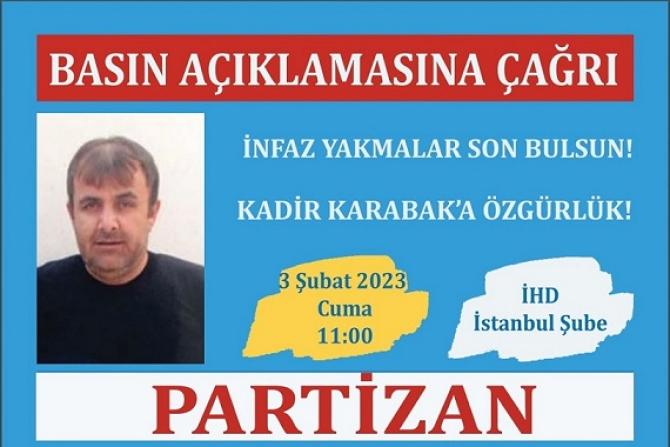 BASIN AÇIKLAMASINA ÇAĞRI
İNFAZ YAKMALAR SON BULSUN!
KADİR KARABAK'A ÖZGÜRLÜK!
3 Şubat 2023
Cuma
11:00
İHD
İstanbul Şube
PARTİZAN